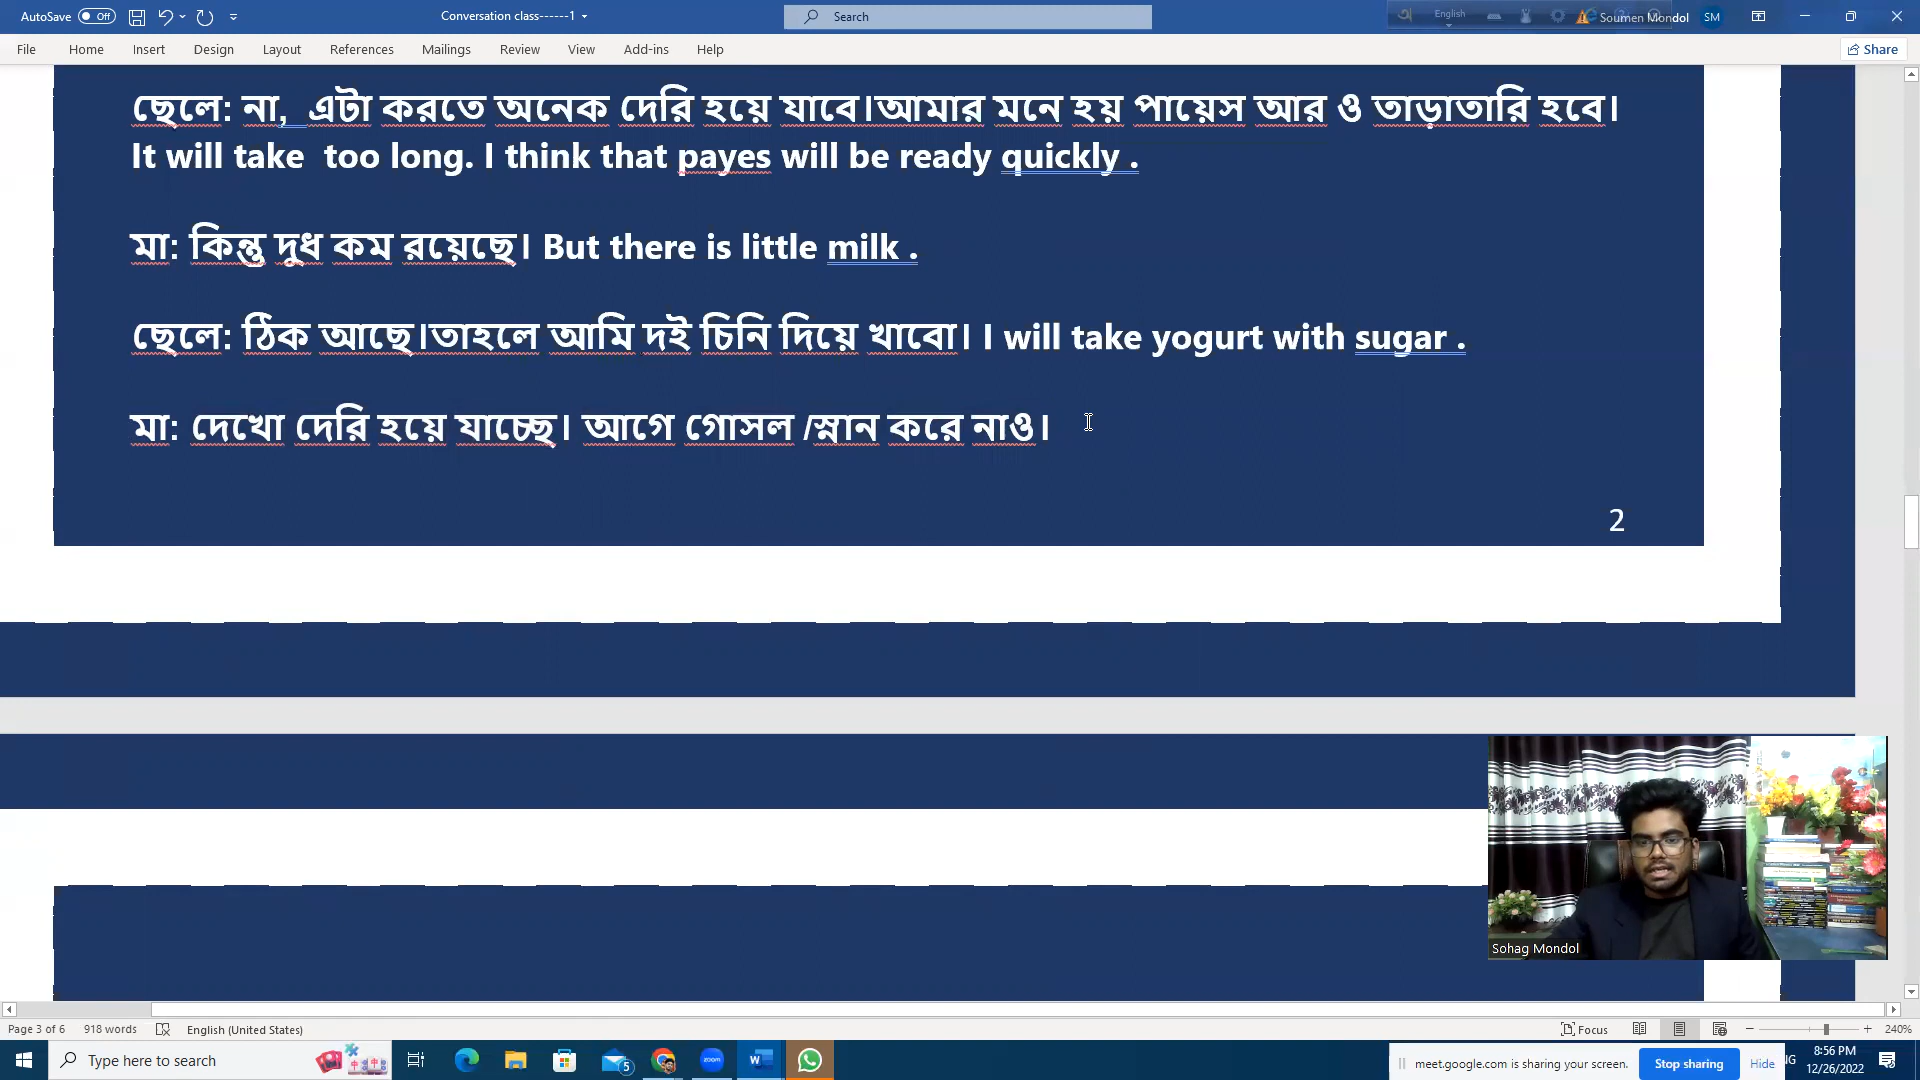 AutoSave Off Conversation class------1 Search English Soumen Mondol SM
File Home Insert Design Layout References Mailings Review View Add-ins Help Share
ছেলে: না, এটা করতে অনেক দেরি হয়ে যাবে।আমার মনে হয় পায়েস আর ও তাড়াতারি হবে।
It will take too long. I think that payes will be ready quickly .
মা: কিন্তু দুধ কম রয়েছে। But there is little milk .
ছেলে: ঠিক আছে।তাহলে আমি দই চিনি দিয়ে খাবো। I will take yogurt with sugar .
মা: দেখো দেরি হয়ে যাচ্ছে। আগে গোসল /স্নান করে নাও।
2
Sohag Mondol
Page 3 of 6 918 words English (United States) Focus 240%
Type here to search 5 zoom W meet.google.com is sharing your screen. Stop sharing Hide 8:56 PM
12/26/2022